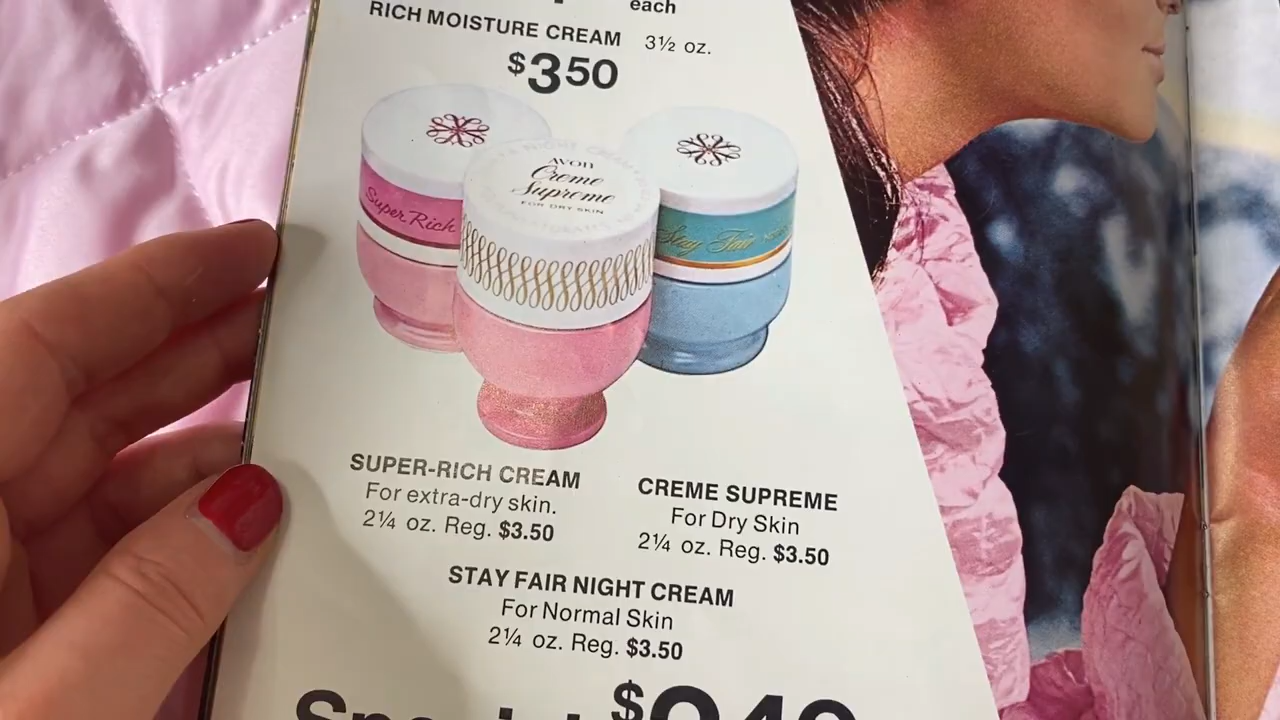 each
RICH MOISTURE CREAM 3½ oz.
$3.50
AVON
Creme
Supreme
FOR DRY SKIN
Super Rich
Stay Fair
SUPER-RICH CREAM
For extra-dry skin.
2¼ oz. Reg. $3.50
CREME SUPREME
For Dry Skin
2¼ oz. Reg. $3.50
STAY FAIR NIGHT CREAM
For Normal Skin
2¼ oz. Reg. $3.50